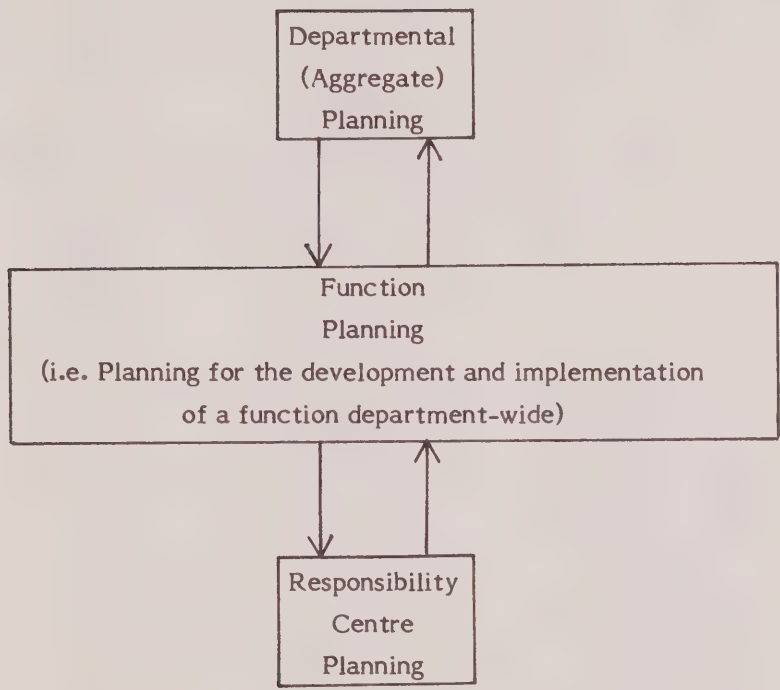 Departmental
(Aggregate)
Planning
Function
Planning
(i.e. Planning for the development and implementation
of a function department-wide)
Responsibility
Centre
Planning